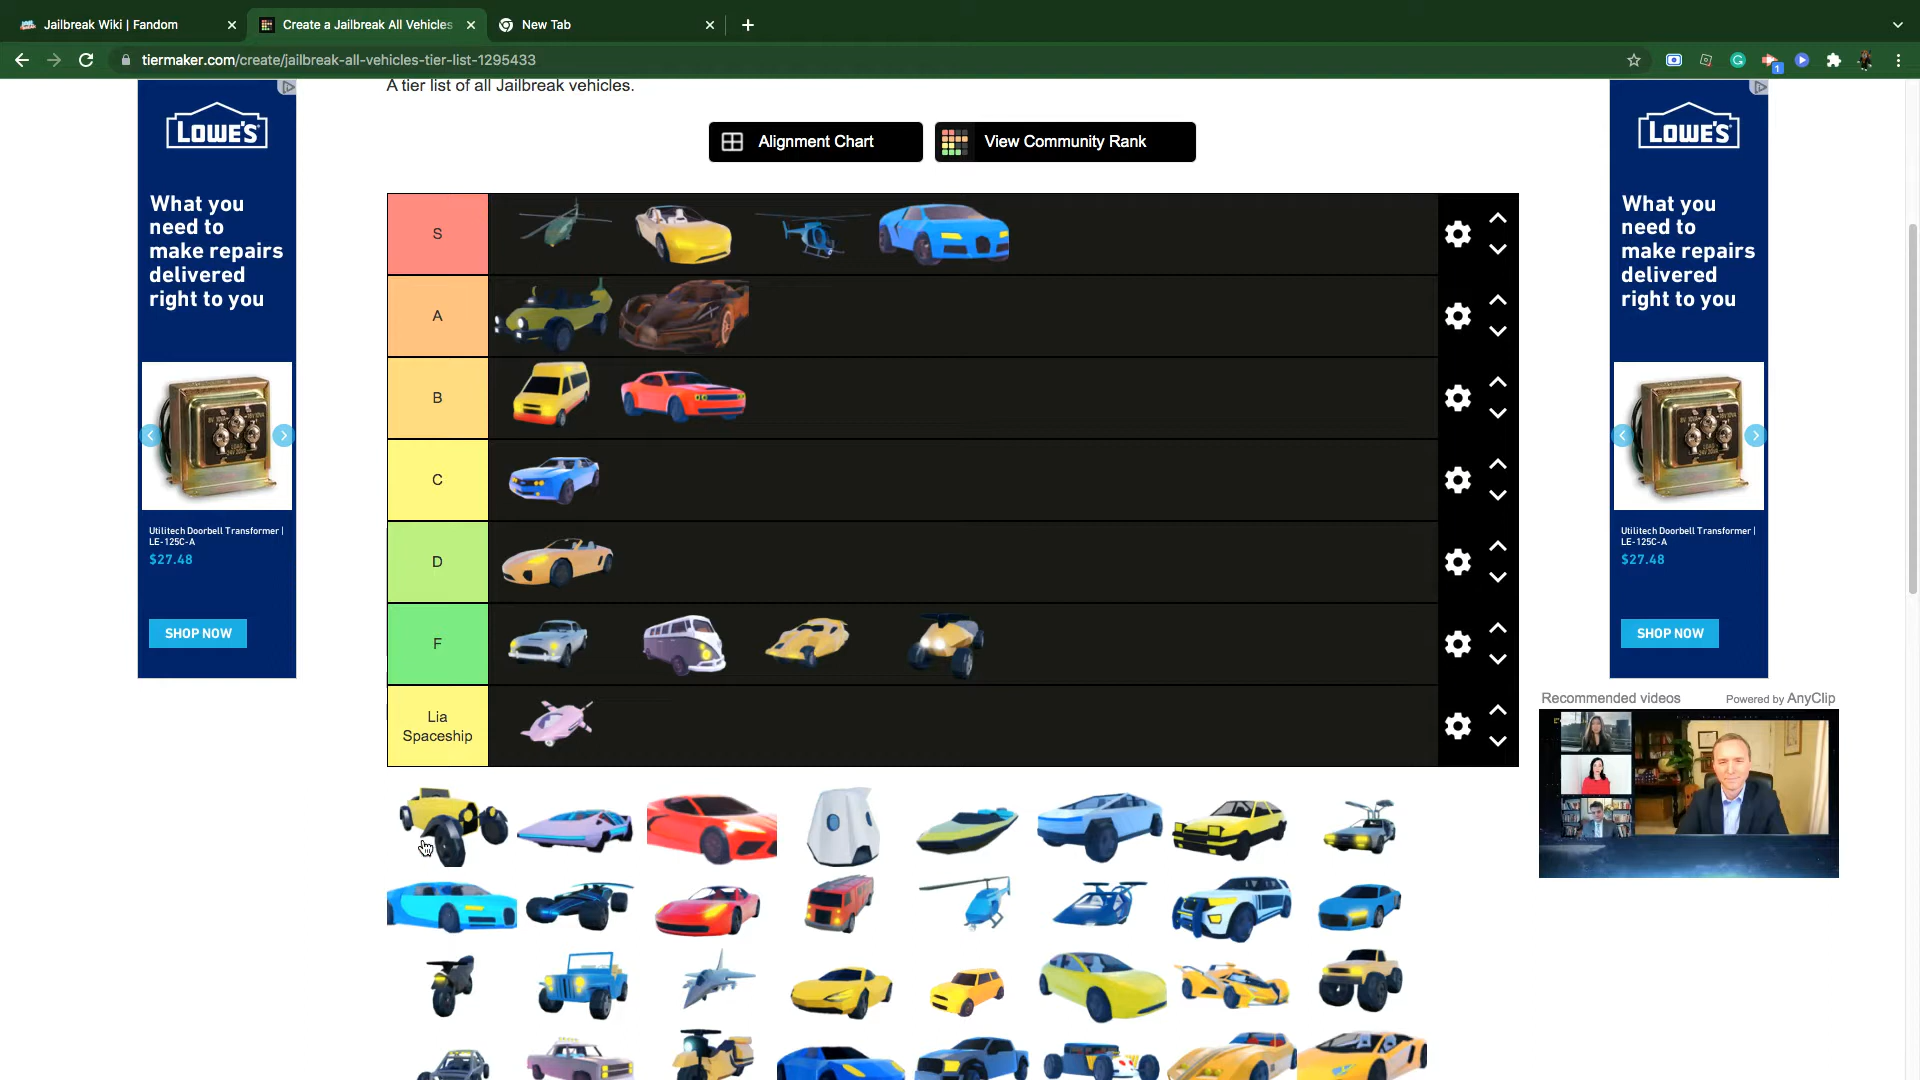 Jailbreak Wiki | Fandom
Create a Jailbreak All Vehicles
New Tab
tiermaker.com/create/jailbreak-all-vehicles-tier-list-1295433
1
A tier list of all Jailbreak vehicles.
Alignment Chart
View Community Rank
LOWE'S
What you
need to
make repairs
delivered
right to you
Utilitech Doorbell Transformer |
LE-125C-A
$27.48
SHOP NOW
S
A
B
C
D
F
Lia
Spaceship
LOWE'S
What you
need to
make repairs
delivered
right to you
Utilitech Doorbell Transformer |
LE-125C-A
$27.48
SHOP NOW
Recommended videos
Powered by AnyClip